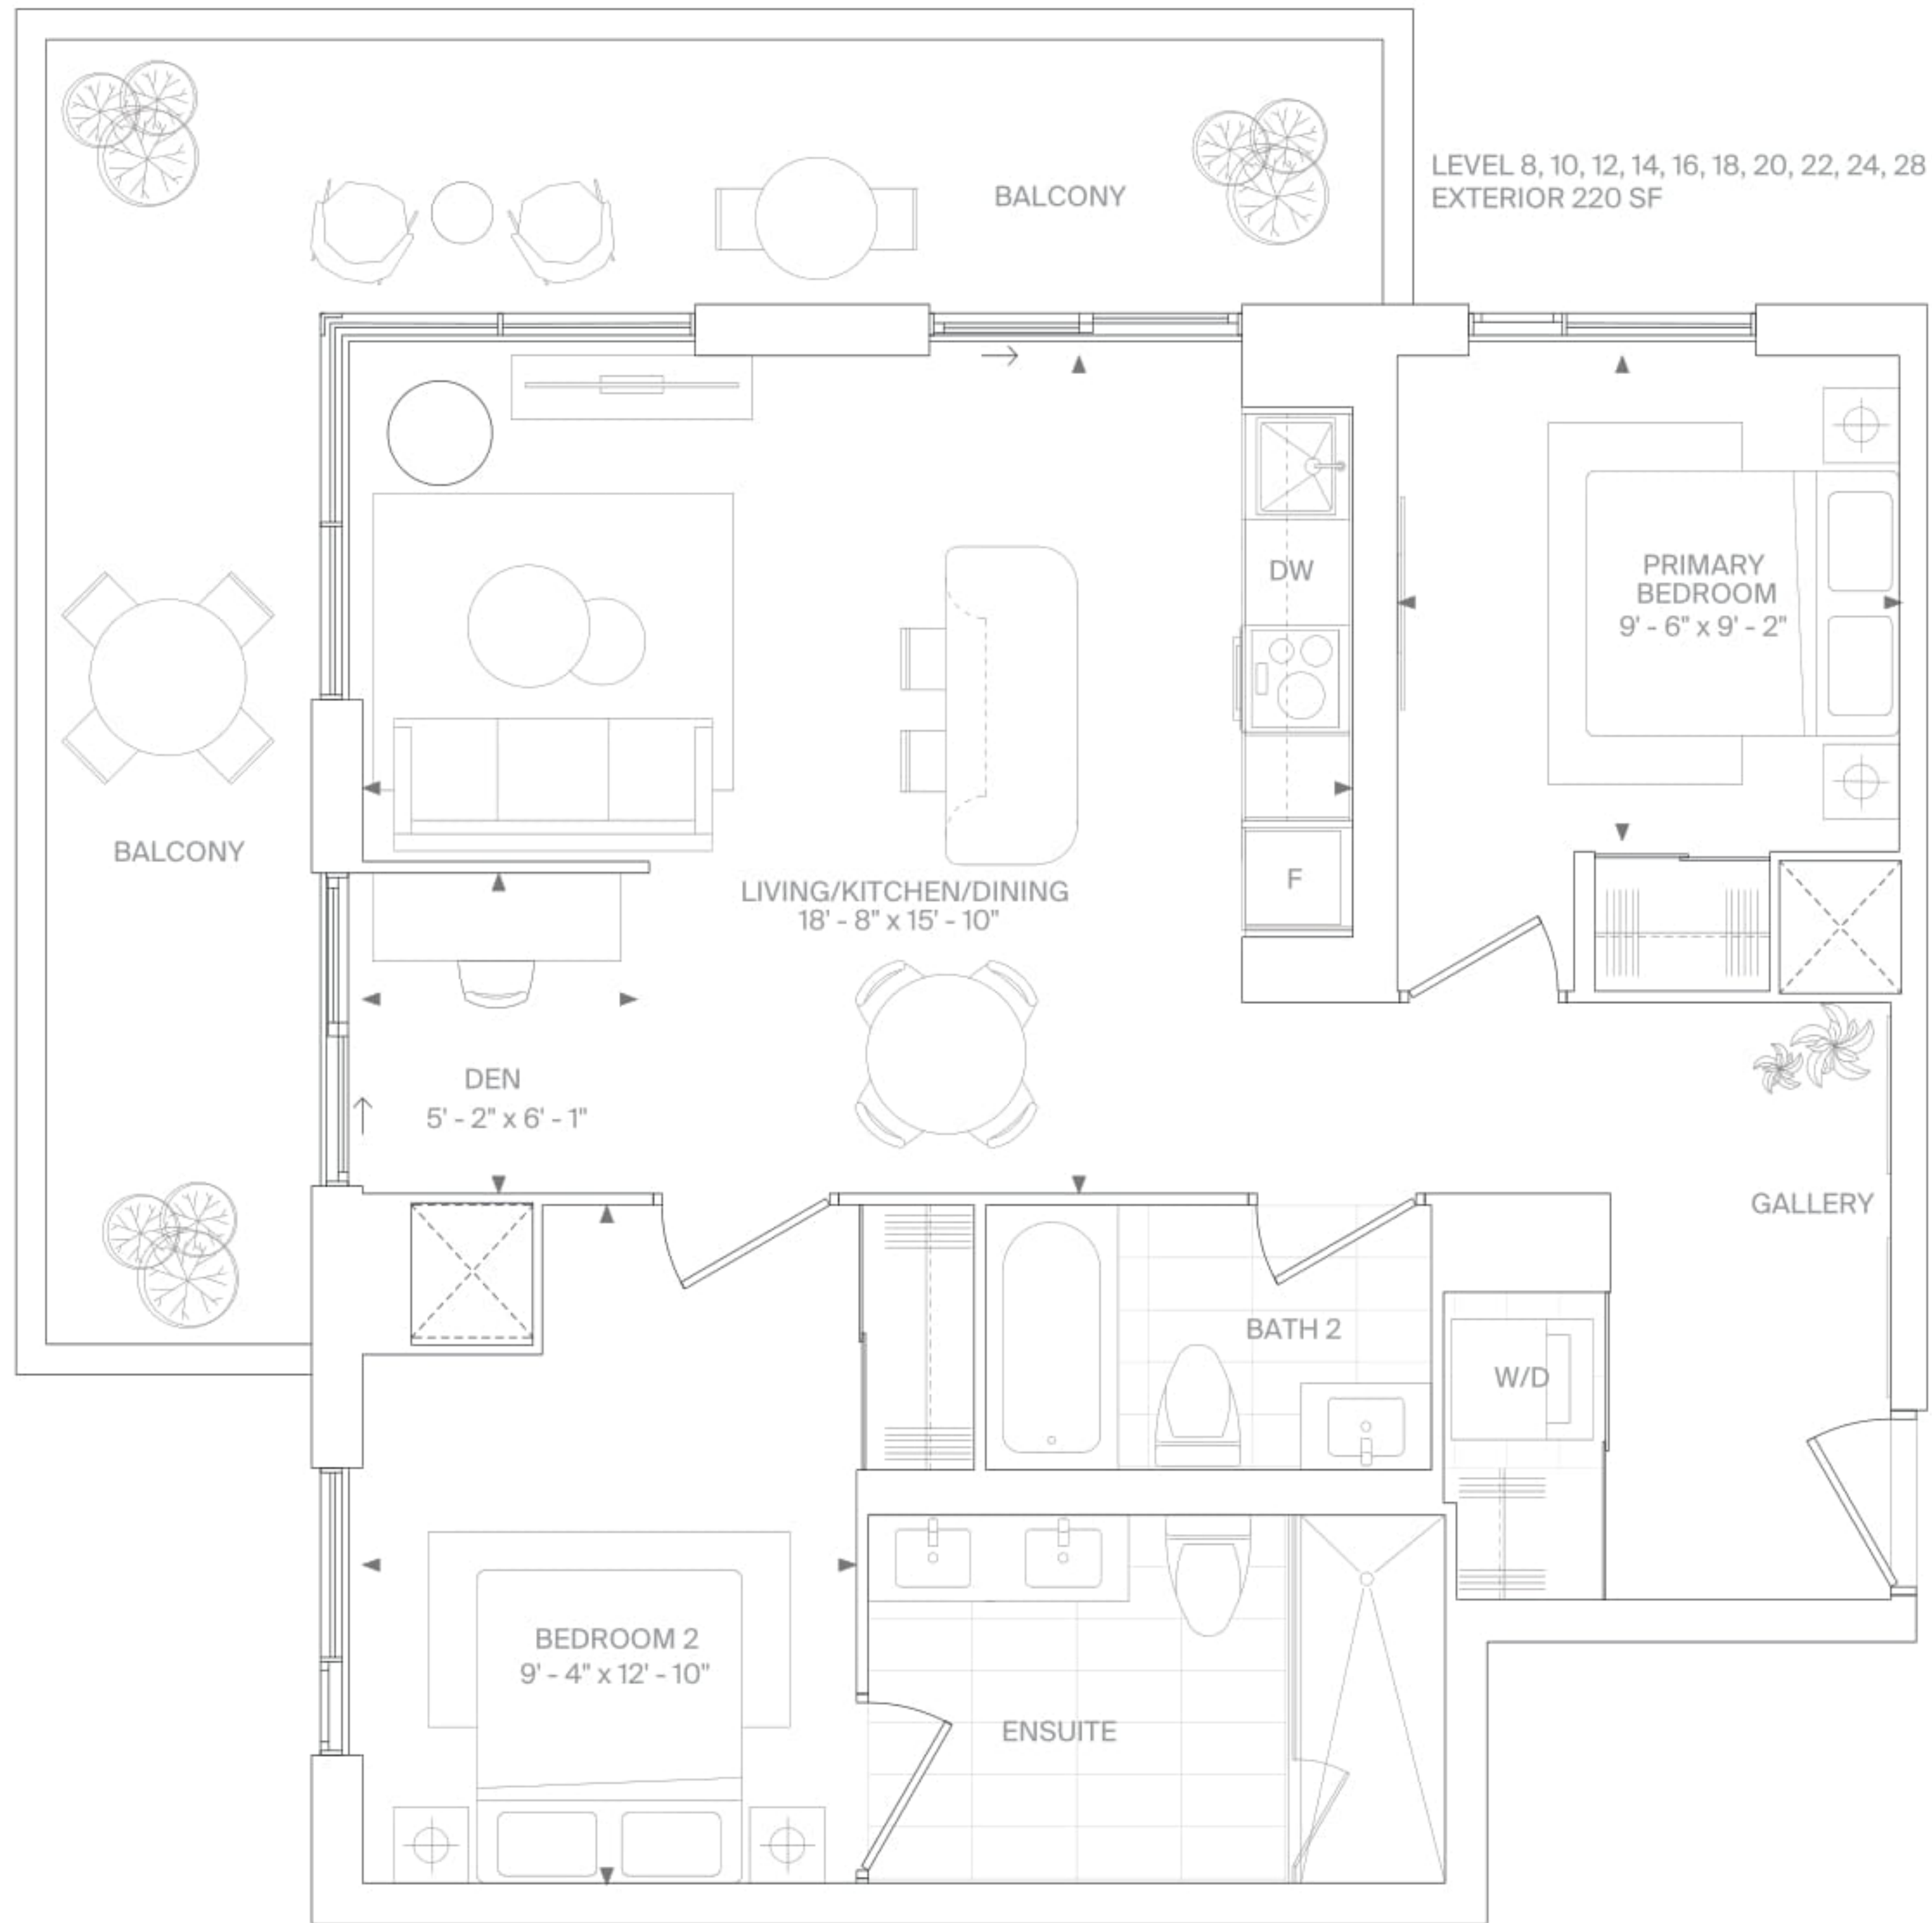 BALCONY
LEVEL 8, 10, 12, 14, 16, 18, 20, 22, 24, 28
EXTERIOR 220 SF
DW
PRIMARY
BEDROOM
9' - 6" x 9' - 2"
BALCONY
F
LIVING/KITCHEN/DINING
18' - 8" x 15' - 10"
DEN
5' - 2" x 6' - 1"
GALLERY
BATH 2
W/D
BEDROOM 2
9' - 4" x 12' - 10"
ENSUITE